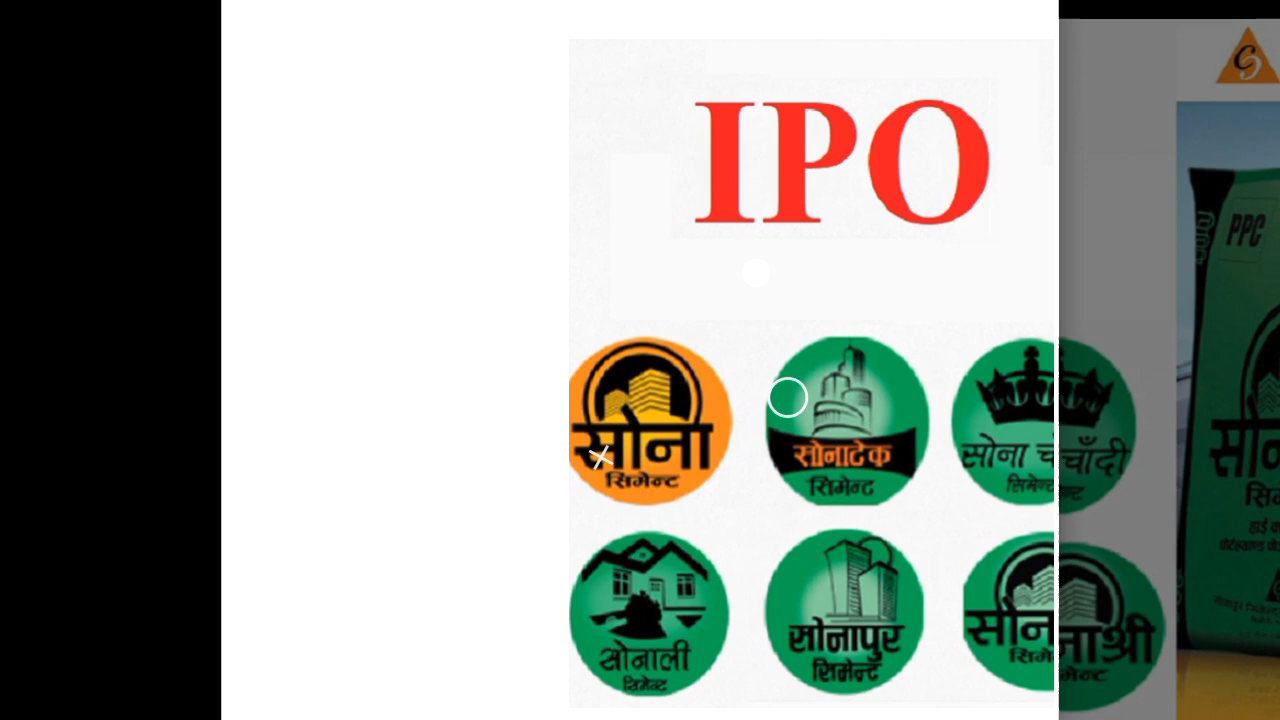 IPO
PPC
सोना
सिमेन्ट
सोनाटेक
सिमेन्ट
सोना चाँदी
सिमेन्ट
सोनाली
सिमेन्ट
सोनापुर
सिमेन्ट
सोनाश्री
सिमेन्ट